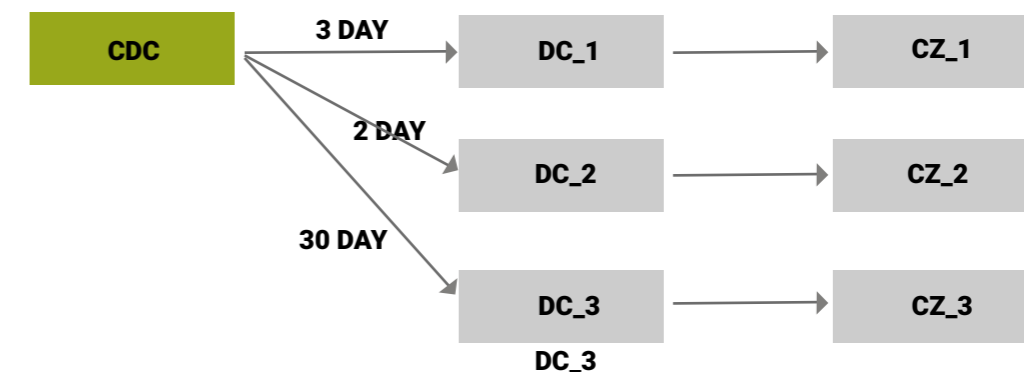 3 DAY
CDC
DC_1
CZ_1
2 DAY
DC_2
CZ_2
30 DAY
DC_3
CZ_3
DC_3